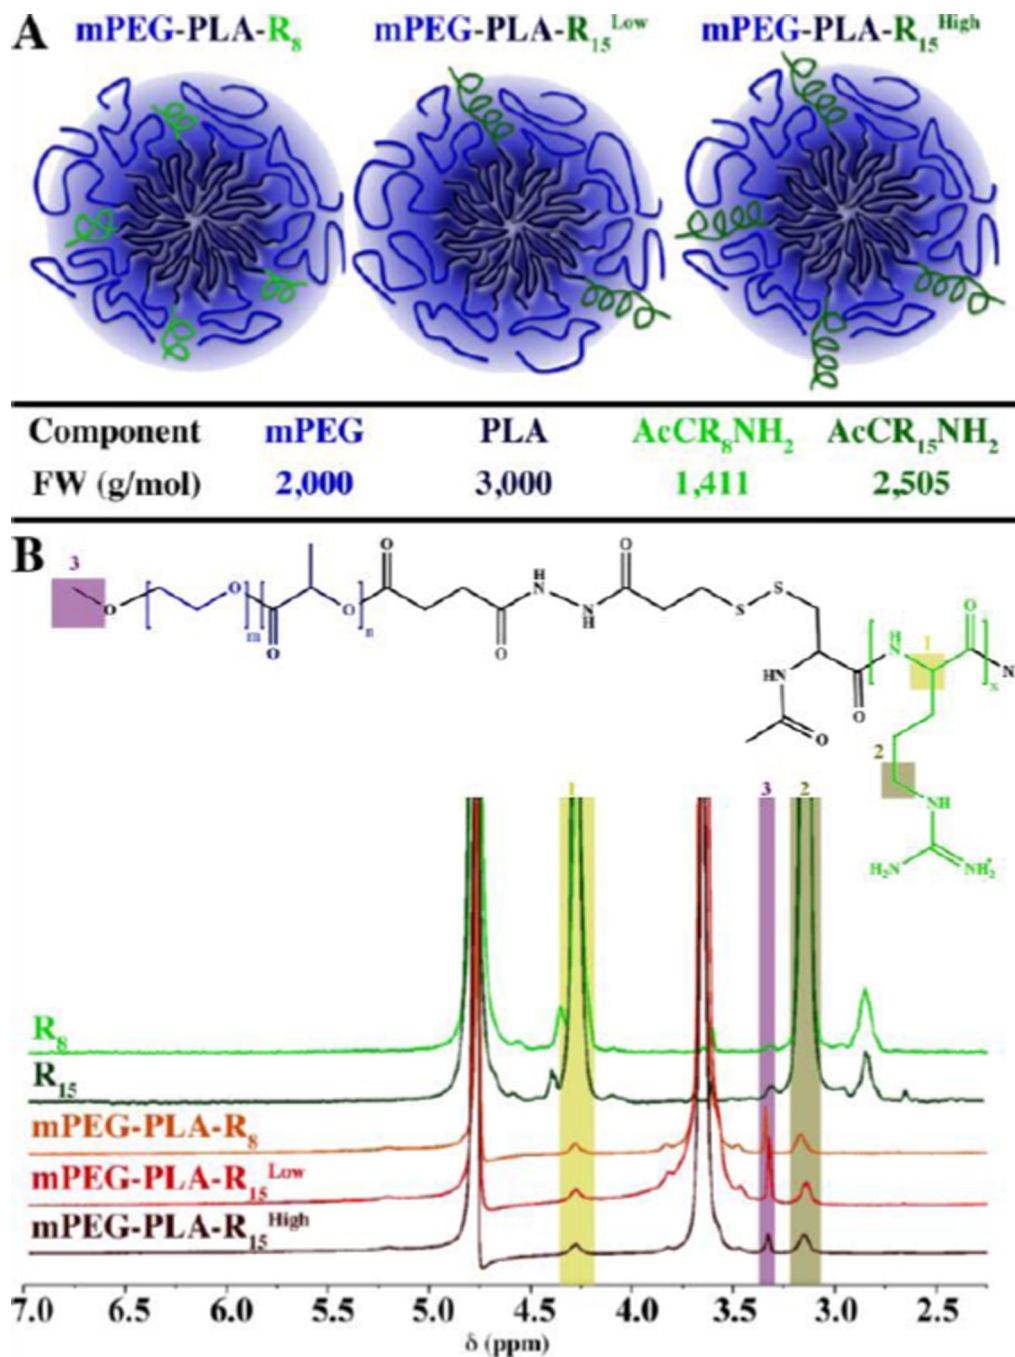 A mPEG-PLA-R8 mPEG-PLA-R15Low mPEG-PLA-R15High
Component mPEG PLA AcCR8NH2 AcCR15NH2
FW (g/mol) 2,000 3,000 1,411 2,505
B
3
O O
H H
N N
1
O O O O S S N
m n N H O
O O HN x
O
O 2
NH
H2N NH2+
1 3 2
R8
R15
mPEG-PLA-R8
mPEG-PLA-R15Low
mPEG-PLA-R15High
7.0 6.5 6.0 5.5 5.0 4.5 4.0 3.5 3.0 2.5
δ (ppm)